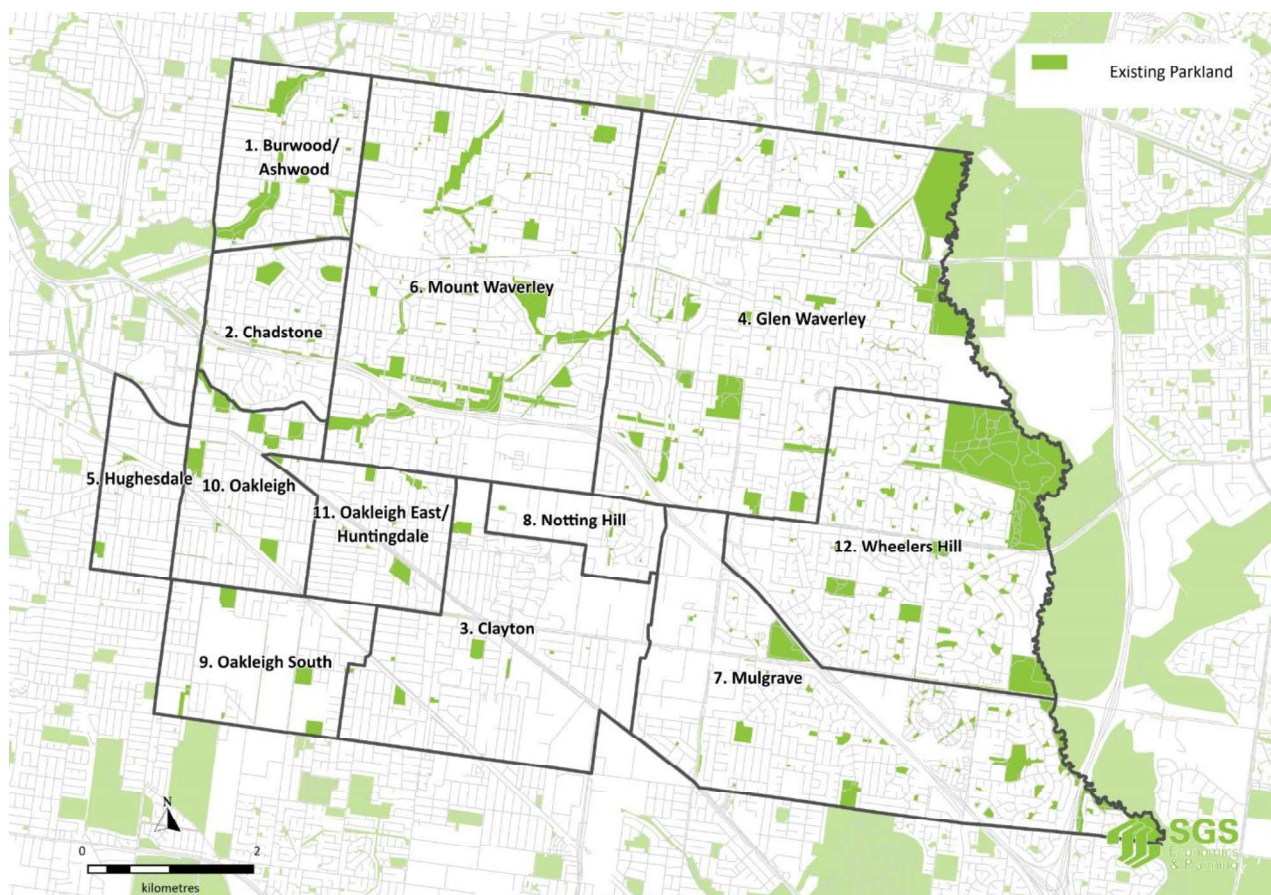 Existing Parkland
1. Burwood/
Ashwood
6. Mount Waverley
2. Chadstone
4. Glen Waverley
5. Hughesdale
10. Oakleigh
11. Oakleigh East/
Huntingdale
8. Notting Hill
12. Wheelers Hill
3. Clayton
9. Oakleigh South
7. Mulgrave
N
0 2
kilometres
SGS
Economics
& Planning